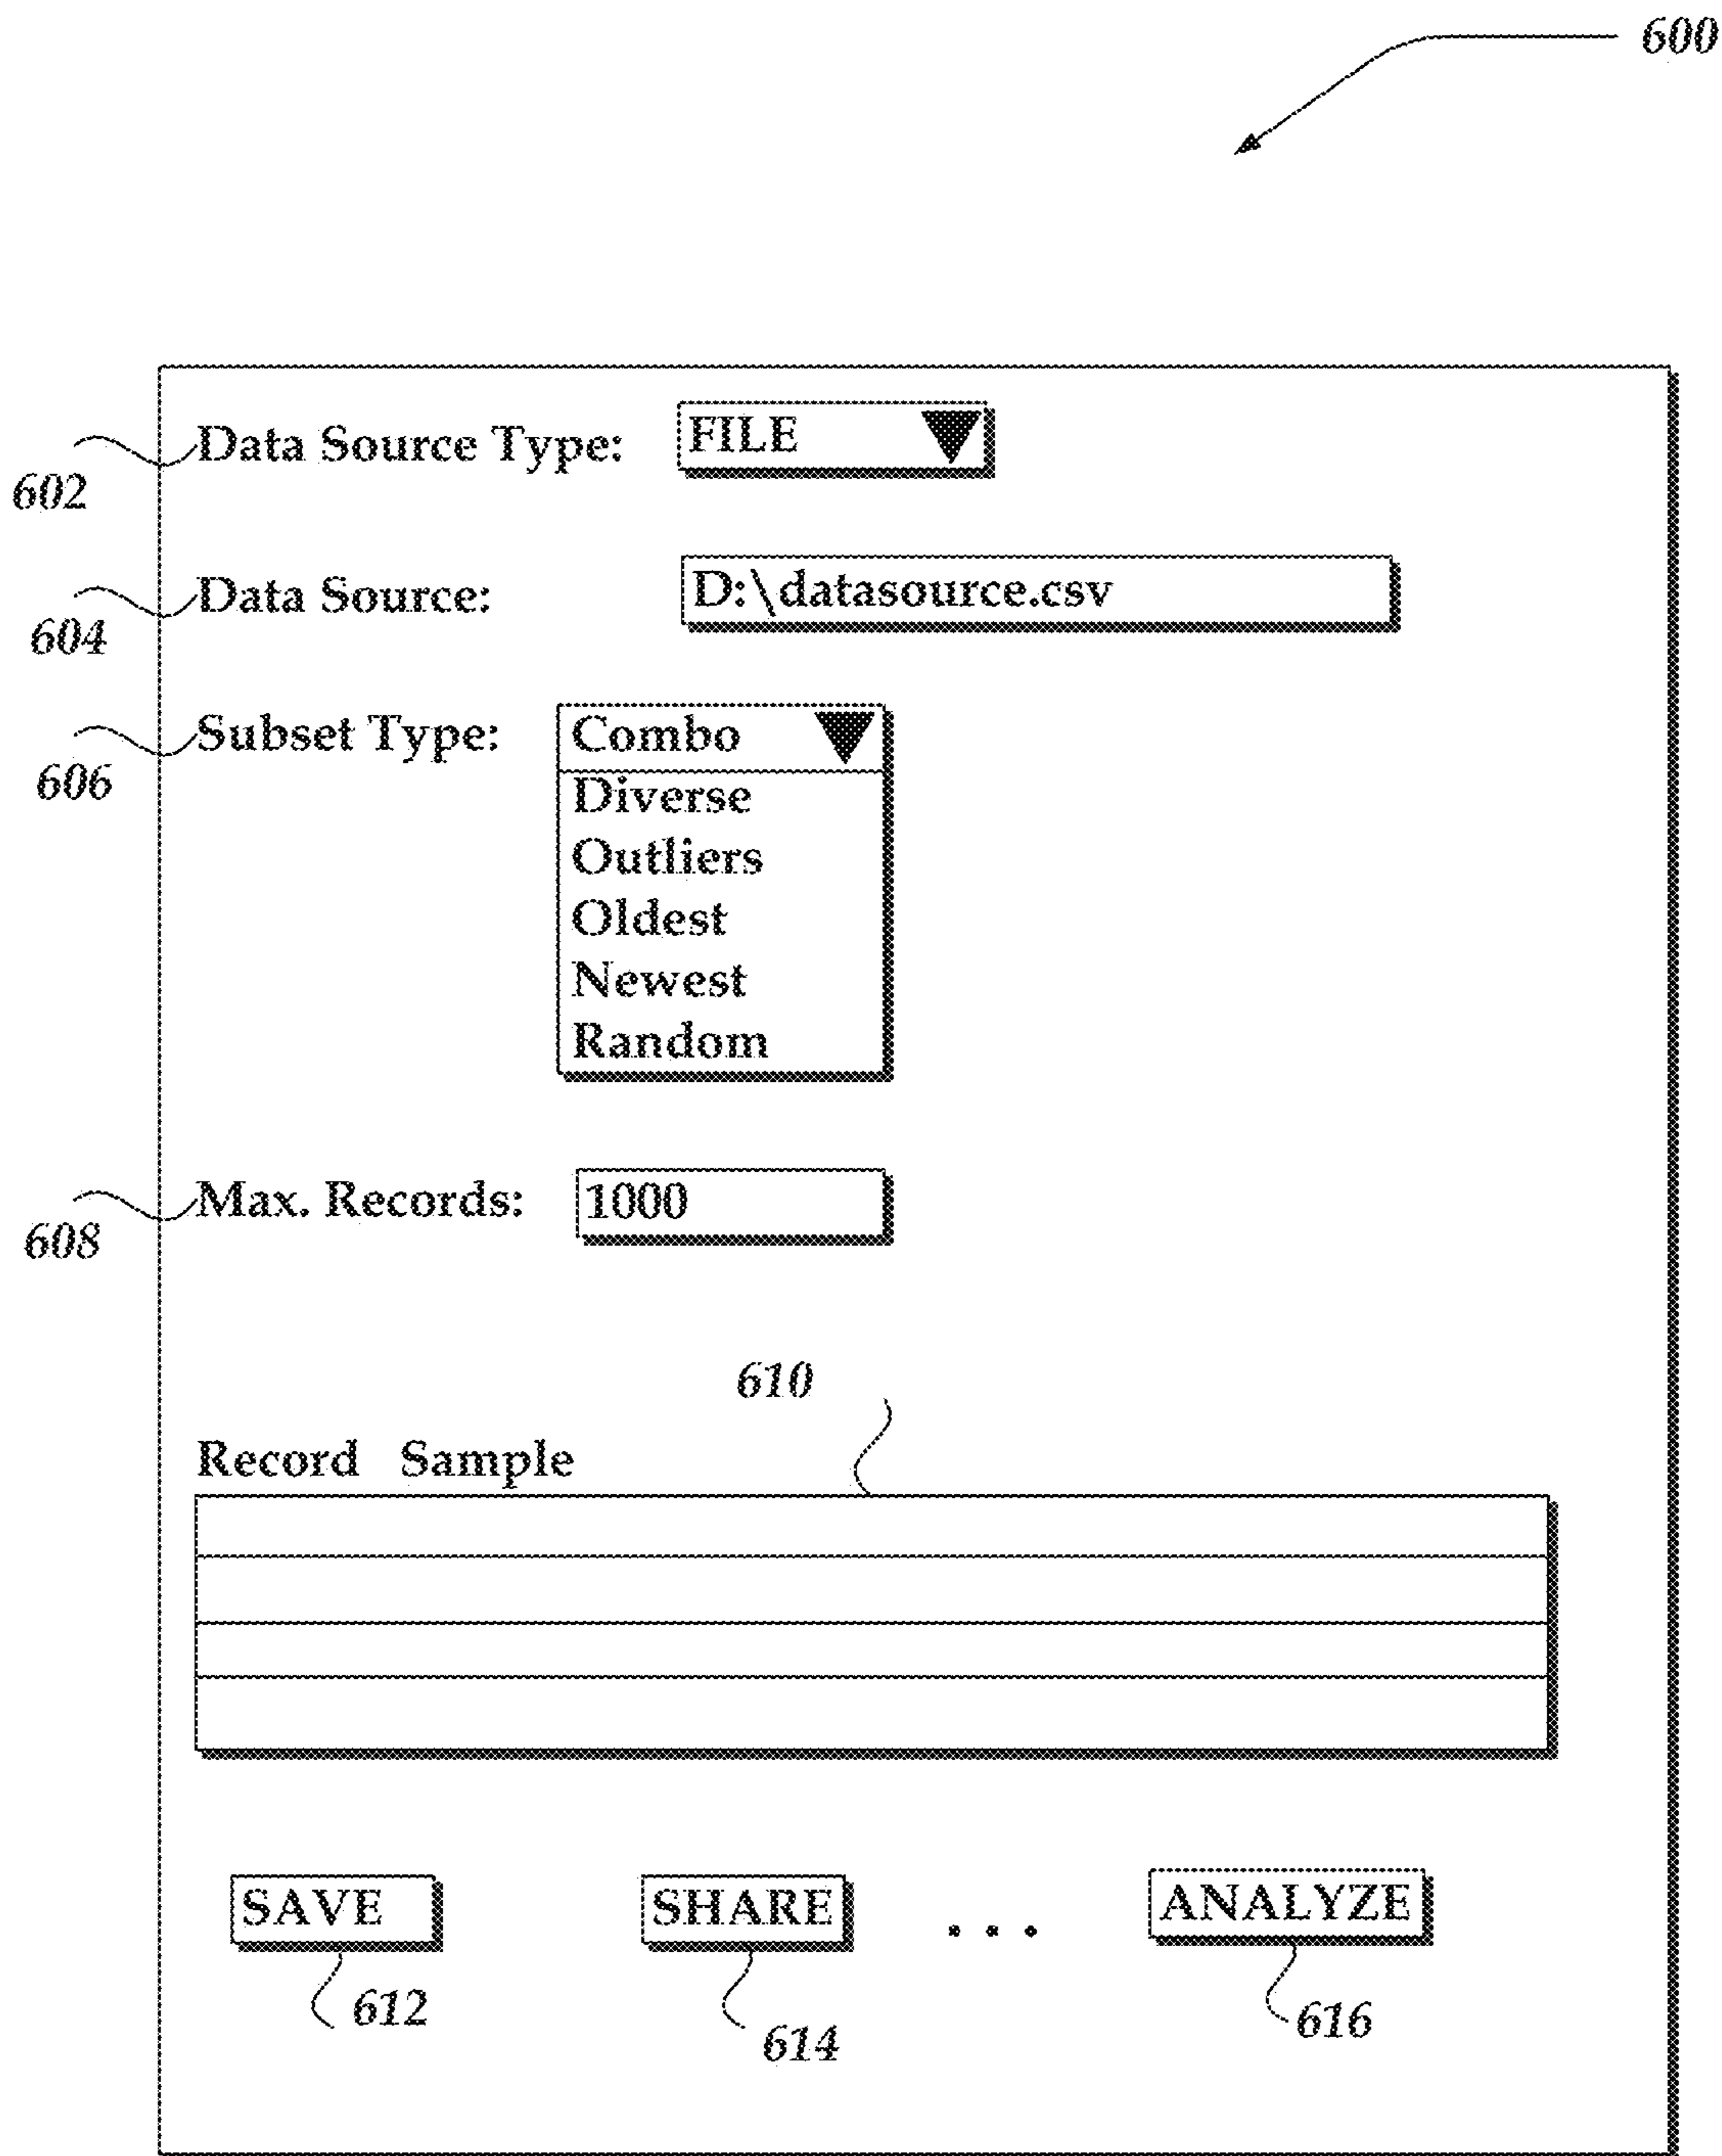 600
Data Source Type: FILE
602
Data Source: D:\datasource.csv
604
Subset Type: Combo
606
Diverse
Outliers
Oldest
Newest
Random
Max. Records: 1000
608
610
Record Sample
SAVE SHARE ... ANALYZE
612 614 616